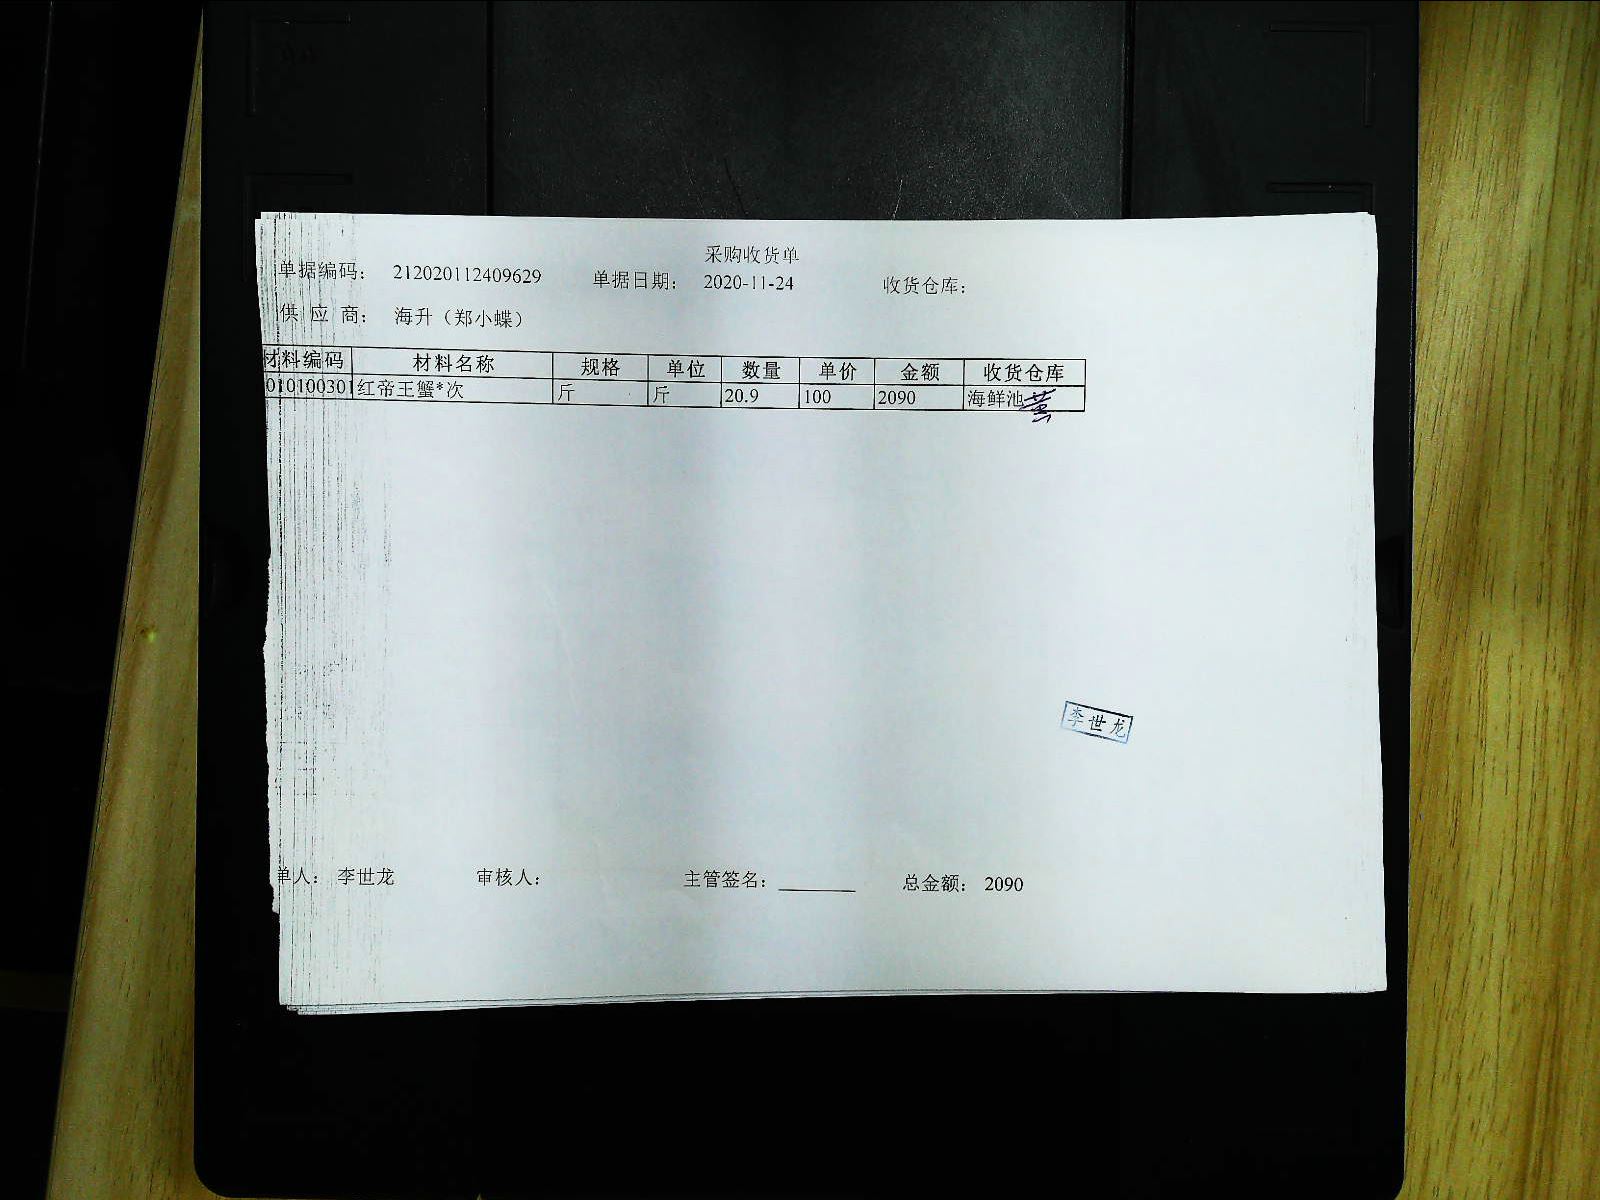 采购收货单
单据编码： 212020112409629 单据日期： 2020-11-24 收货仓库：
供 应 商： 海升（郑小蝶）
材料编码 材料名称 规格 单位 数量 单价 金额 收货仓库
010100301 红帝王蟹*次 斤 斤 20.9 100 2090 海鲜池
李世龙
单人： 李世龙 审核人： 主管签名： 总金额： 2090